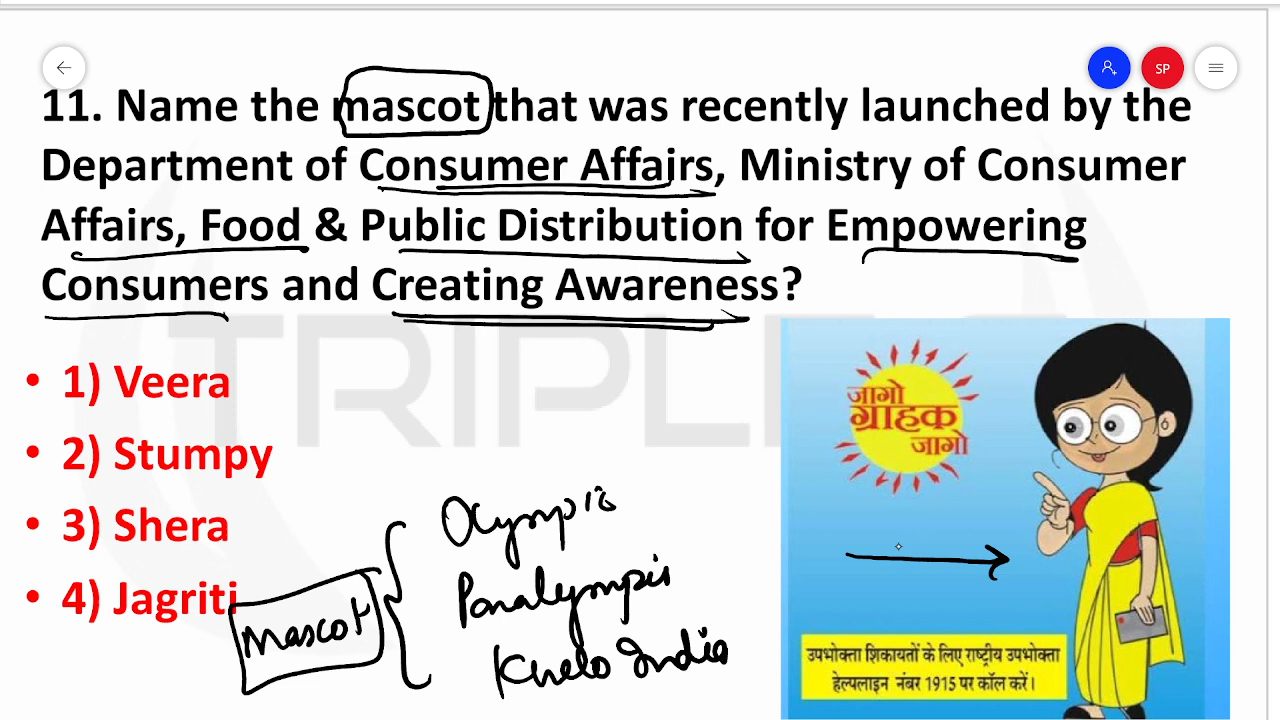 SP
11. Name the mascot that was recently launched by the
Department of Consumer Affairs, Ministry of Consumer
Affairs, Food & Public Distribution for Empowering
Consumers and Creating Awareness?
• 1) Veera
• 2) Stumpy
• 3) Shera
• 4) Jagriti
Mascot
Olympic
Paralympic
Khelo India
जागो
ग्राहक
जागो
उपभोक्ता शिकायतों के लिए राष्ट्रीय उपभोक्ता
हेल्पलाइन नंबर 1915 पर कॉल करें।